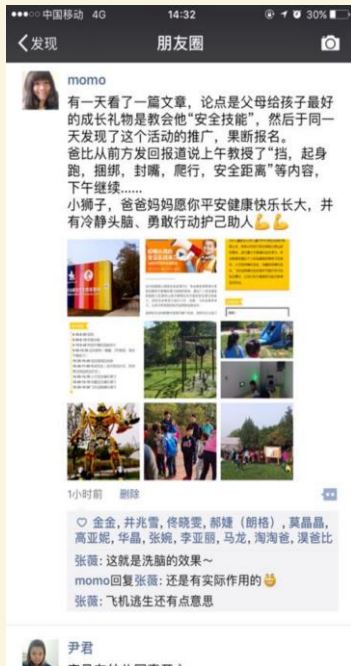 中国移动 4G 14:32 30%
发现 朋友圈
momo
有一天看了一篇文章，论点是父母给孩子最好
的成长礼物是教会他“安全技能”，然后于同一
天发现了这个活动的推广，果断报名。
爸比从前方发回报道说上午教授了“挡，起身
跑，捆绑，封嘴，爬行，安全距离”等内容，
下午继续......
小狮子，爸爸妈妈愿你平安健康快乐长大，并
有冷静头脑、勇敢行动护己助人💪💪
1小时前 删除
金金, 井兆雪, 佟晓雯, 郝婕（朗格）, 莫晶晶,
高亚妮, 华晶, 张婉, 李亚丽, 马龙, 淘淘爸, 淏爸比
张薇: 这就是洗脑的效果～
momo回复张薇: 还是有实际作用的
张薇: 飞机逃生还有点意思
尹君